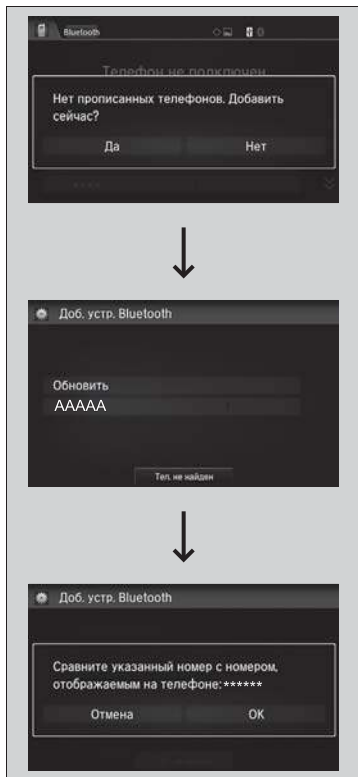 Bluetooth
Телефон не подключен
Нет прописанных телефонов. Добавить
сейчас?
Да Нет
Доб. устр. Bluetooth
Обновить
AAAAA
Тел. не найден
Доб. устр. Bluetooth
Сравните указанный номер с номером,
отображаемым на телефоне:******
Отмена OK